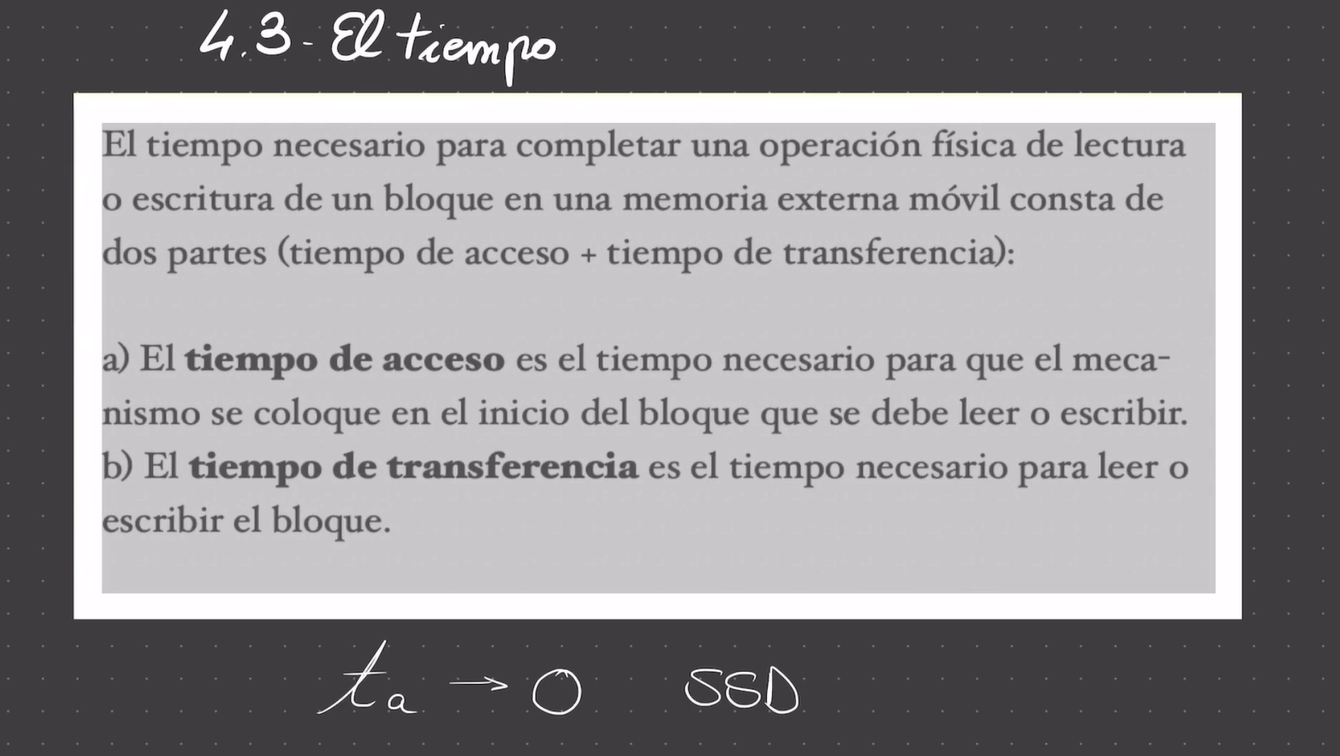 4.3- El tiempo
El tiempo necesario para completar una operación física de lectura
o escritura de un bloque en una memoria externa móvil consta de
dos partes (tiempo de acceso + tiempo de transferencia):
a) El tiempo de acceso es el tiempo necesario para que el meca-
nismo se coloque en el inicio del bloque que se debe leer o escribir.
b) El tiempo de transferencia es el tiempo necesario para leer o
escribir el bloque.
ta → 0 SSD